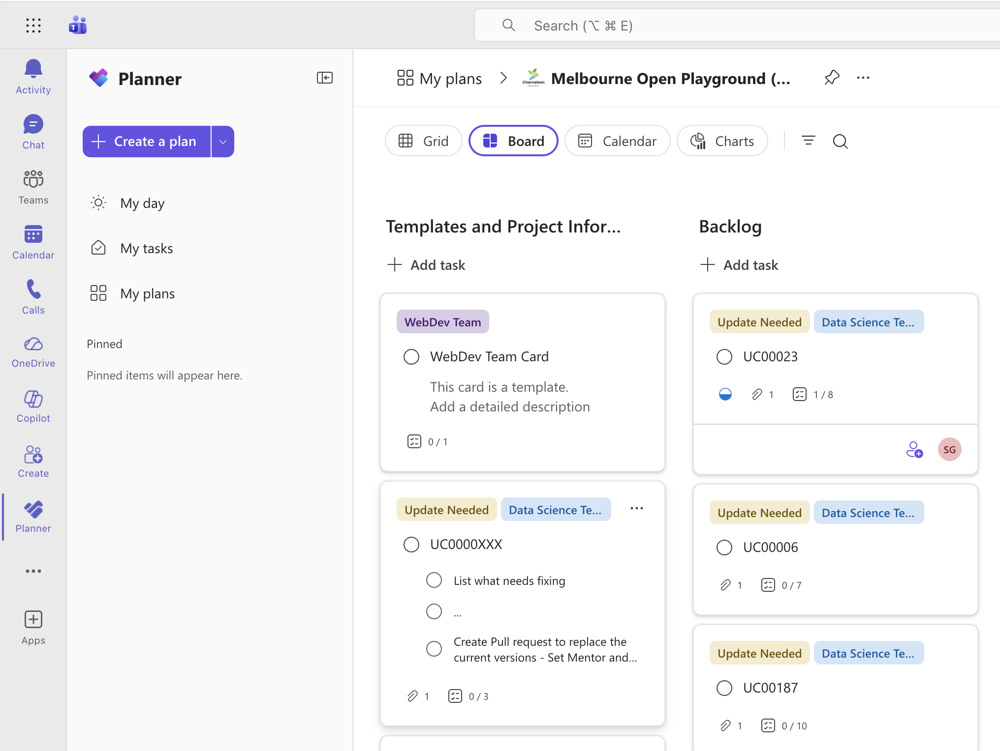 Search (⌥ ⌘ E)
Activity
Chat
Teams
Calendar
Calls
OneDrive
Copilot
Create
Planner
Apps
Planner
Create a plan
My day
My tasks
My plans
Pinned
Pinned items will appear here.
My plans
Chameleon
Melbourne Open Playground (...
Grid
Board
Calendar
Charts
Templates and Project Infor...
Add task
WebDev Team
WebDev Team Card
This card is a template.
Add a detailed description
0 / 1
Update Needed
Data Science Te...
UC0000XXX
List what needs fixing
...
Create Pull request to replace the
current versions - Set Mentor and...
1
0 / 3
Backlog
Add task
Update Needed
Data Science Te...
UC00023
1
1 / 8
SG
Update Needed
Data Science Te...
UC00006
1
0 / 7
Update Needed
Data Science Te...
UC00187
1
0 / 10